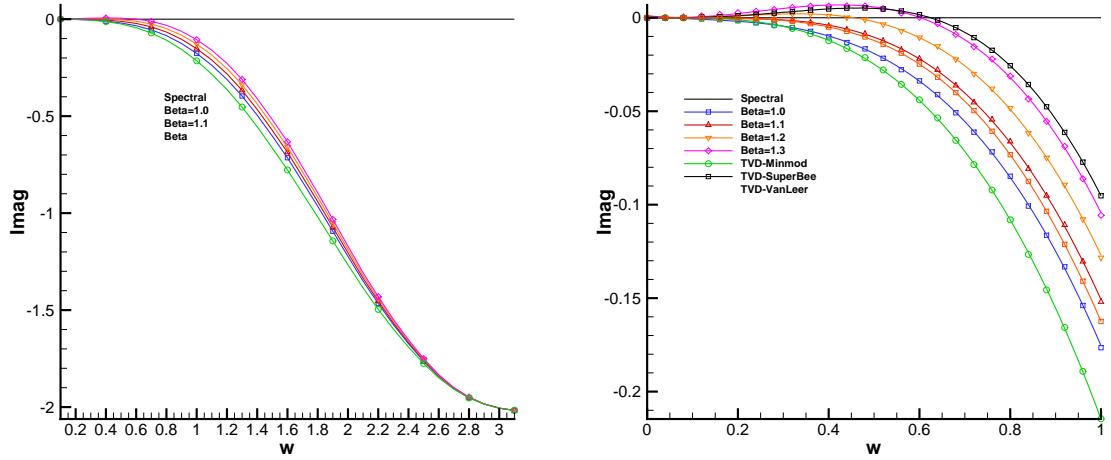 0
-0.5
-1
-1.5
-2
Imag
0.2 0.4 0.6 0.8 1 1.2 1.4 1.6 1.8 2 2.2 2.4 2.6 2.8 3
w
Spectral
Beta=1.0
Beta=1.1
Beta
0
-0.05
-0.1
-0.15
-0.2
Imag
0 0.2 0.4 0.6 0.8 1
w
Spectral
Beta=1.0
Beta=1.1
Beta=1.2
Beta=1.3
TVD-Minmod
TVD-SuperBee
TVD-VanLeer